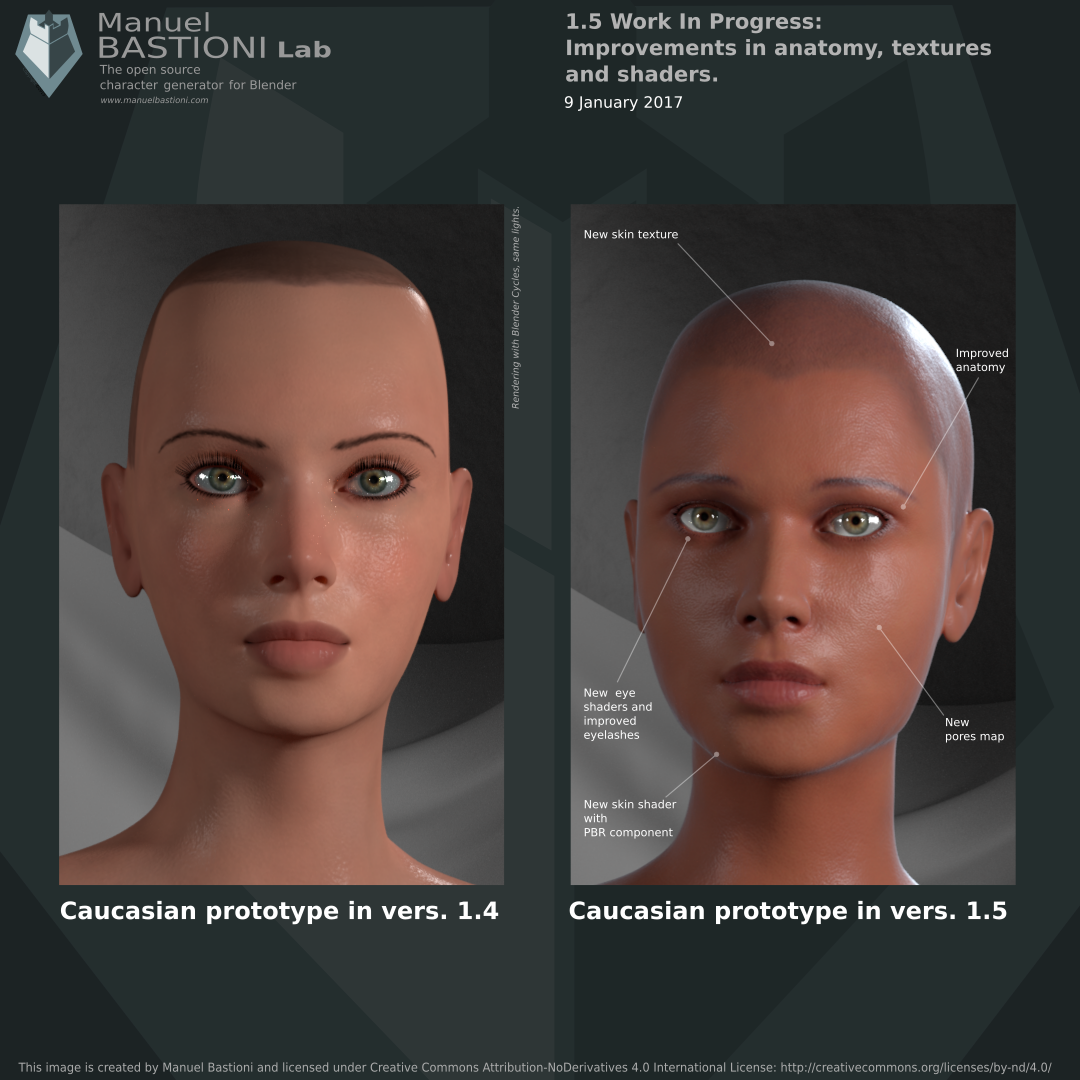 Manuel
BASTIONI Lab
The open source
character generator for Blender
www.manuelbastioni.com
1.5 Work In Progress:
Improvements in anatomy, textures
and shaders.
9 January 2017
Rendering with Blender Cycles, same lights.
New skin texture
Improved
anatomy
New eye
shaders and
improved
eyelashes
New
pores map
New skin shader
with
PBR component
Caucasian prototype in vers. 1.4
Caucasian prototype in vers. 1.5
This image is created by Manuel Bastioni and licensed under Creative Commons Attribution-NoDerivatives 4.0 International License: http://creativecommons.org/licenses/by-nd/4.0/